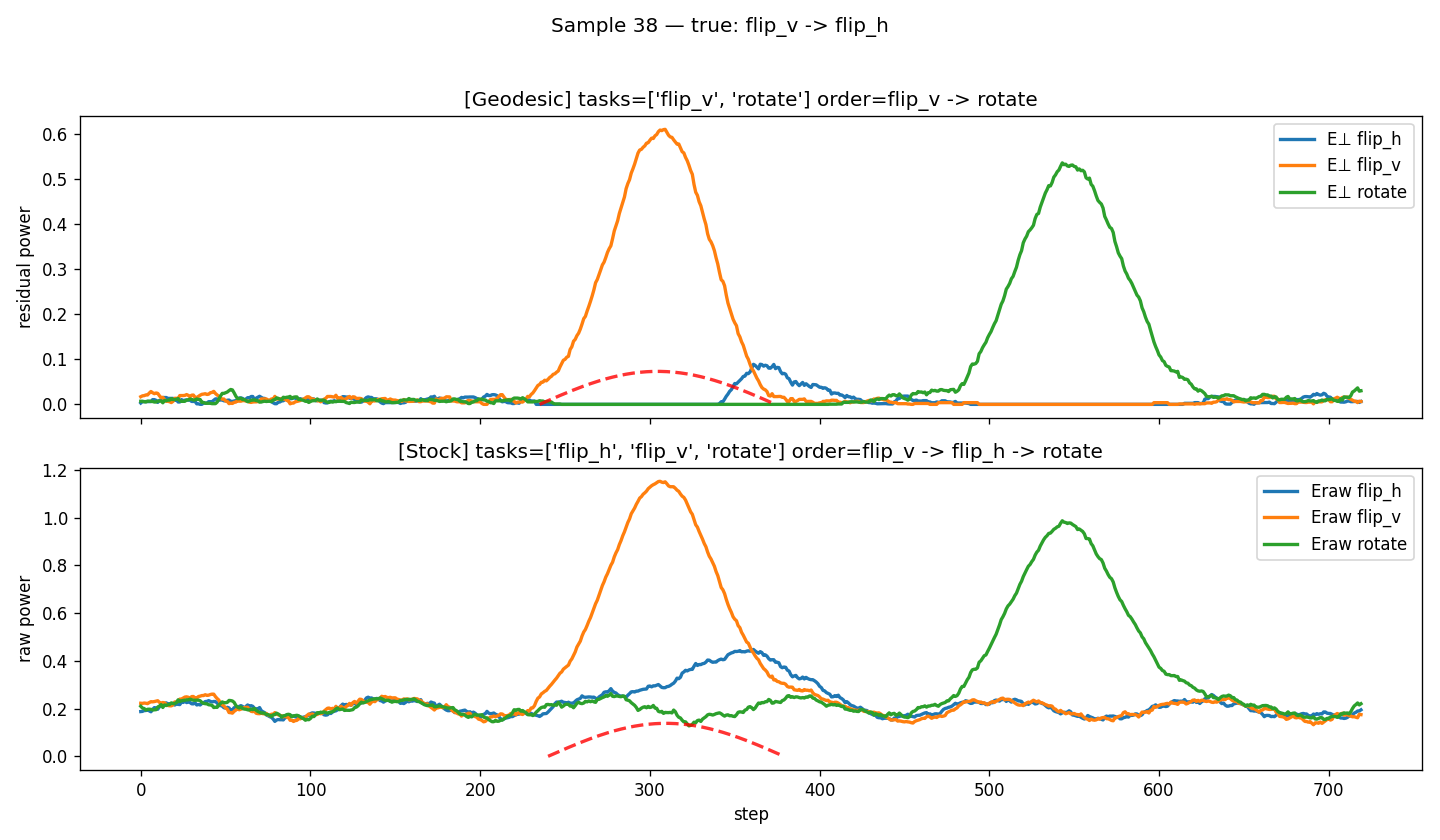 Sample 38 — true: flip_v -> flip_h
[Geodesic] tasks=['flip_v', 'rotate'] order=flip_v -> rotate
residual power
0.6
0.5
0.4
0.3
0.2
0.1
0.0
E⊥ flip_h
E⊥ flip_v
E⊥ rotate
[Stock] tasks=['flip_h', 'flip_v', 'rotate'] order=flip_v -> flip_h -> rotate
raw power
1.2
1.0
0.8
0.6
0.4
0.2
0.0
Eraw flip_h
Eraw flip_v
Eraw rotate
0 100 200 300 400 500 600 700
step